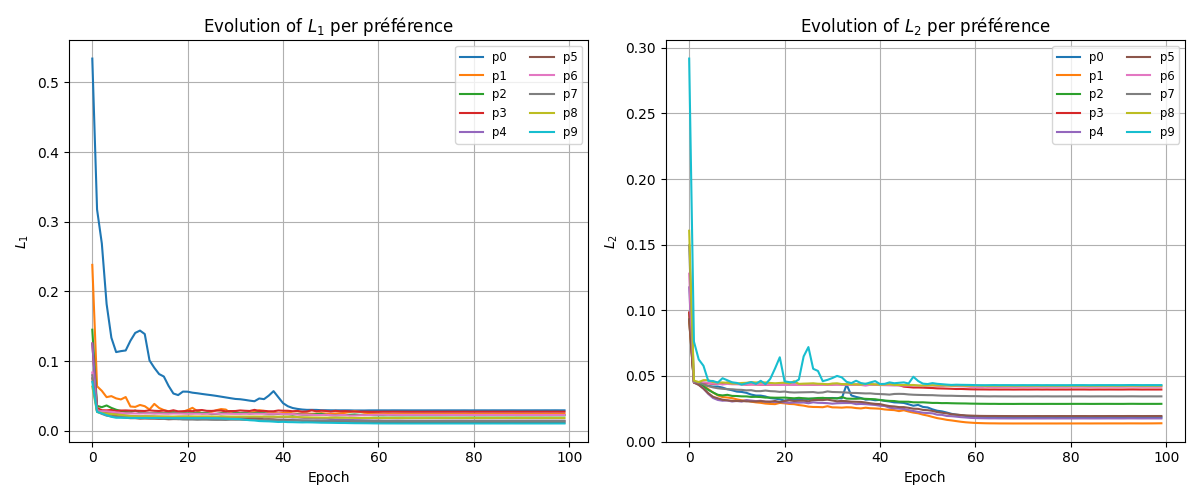 Evolution of L₁ per préférence
L₁
0.5
0.4
0.3
0.2
0.1
0.0
0 20 40 60 80 100
Epoch
p0 p5
p1 p6
p2 p7
p3 p8
p4 p9
Evolution of L₂ per préférence
L₂
0.30
0.25
0.20
0.15
0.10
0.05
0.00
0 20 40 60 80 100
Epoch
p0 p5
p1 p6
p2 p7
p3 p8
p4 p9